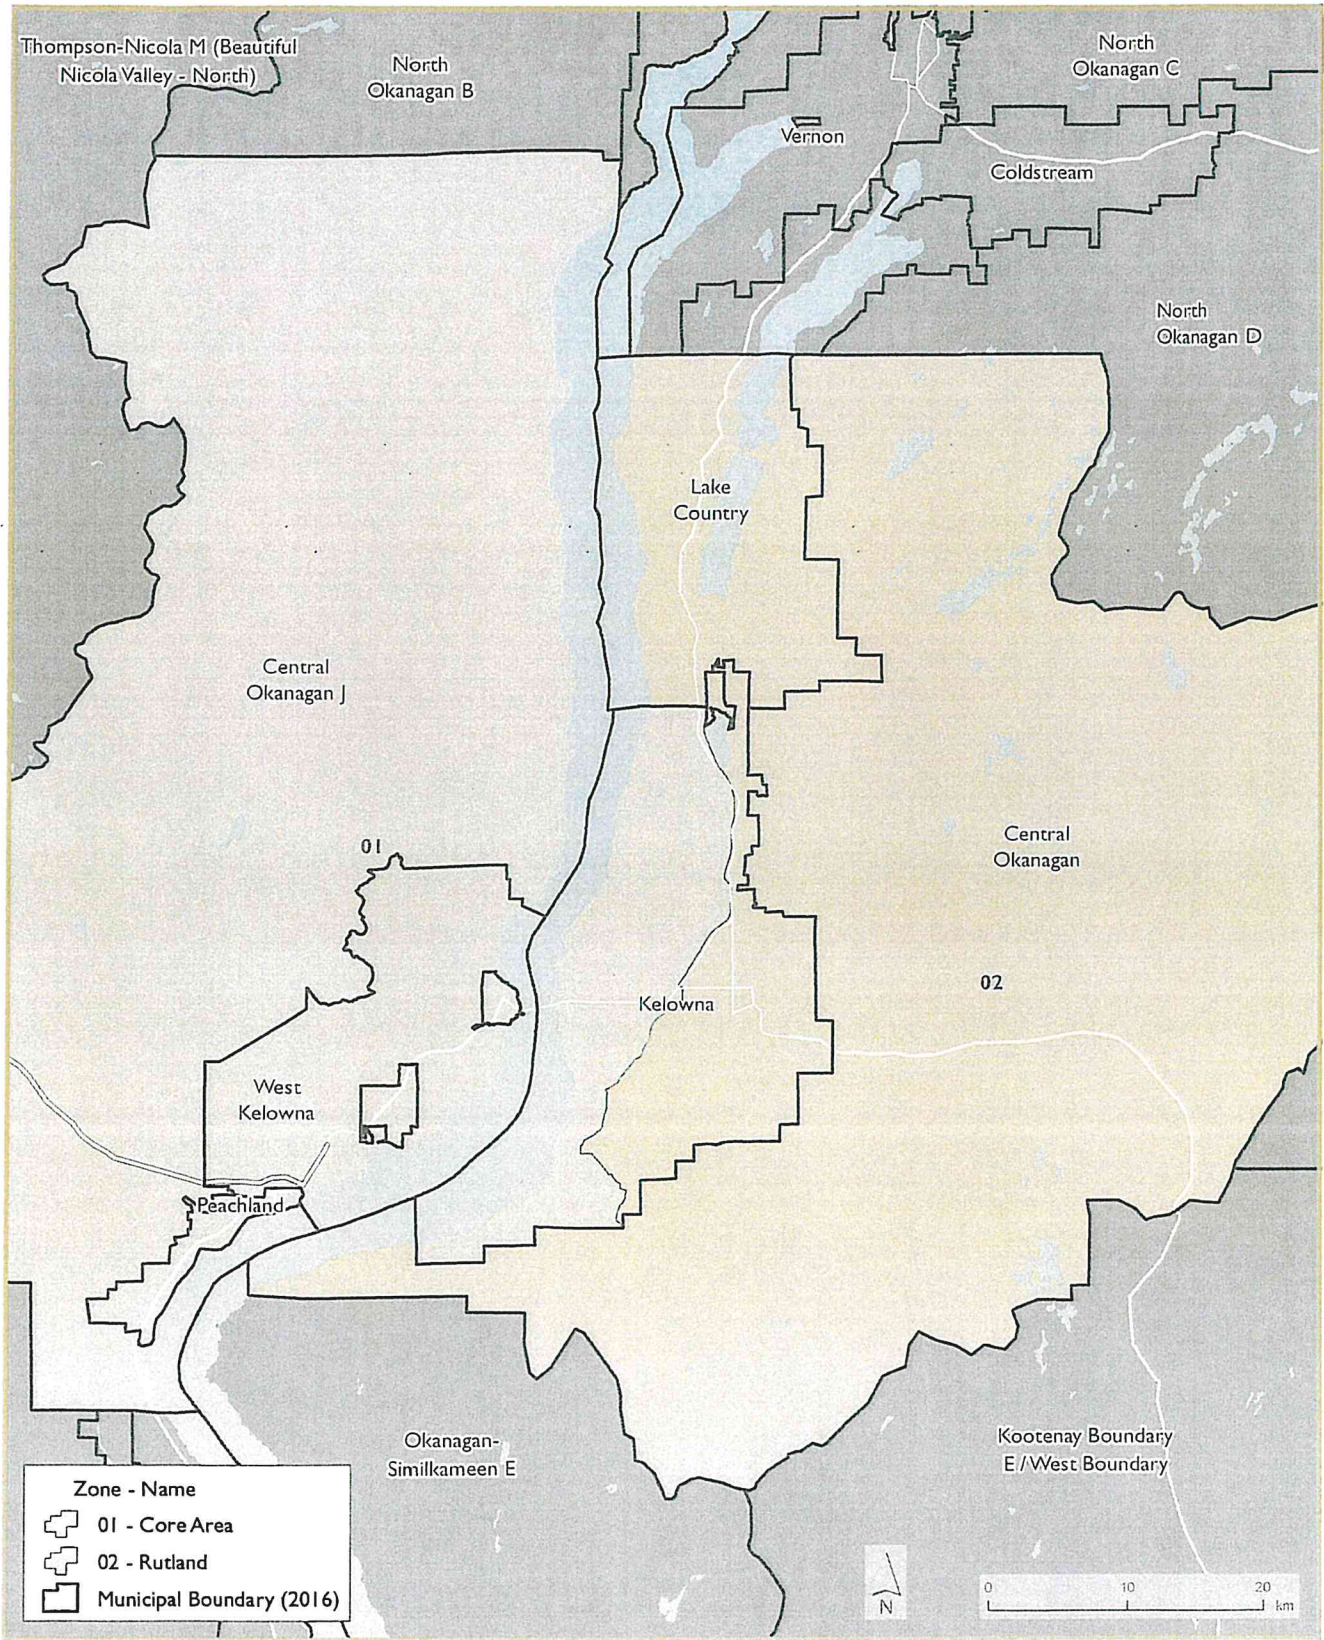 Thompson-Nicola M (Beautiful
Nicola Valley - North)
North
Okanagan B
North
Okanagan C
Vernon
Coldstream
North
Okanagan D
Lake
Country
Central
Okanagan J
01
Central
Okanagan
02
Kelowna
West
Kelowna
Peachland
Okanagan-
Similkameen E
Kootenay Boundary
E / West Boundary
Zone - Name
01 - Core Area
02 - Rutland
Municipal Boundary (2016)
N
0 10 20
km